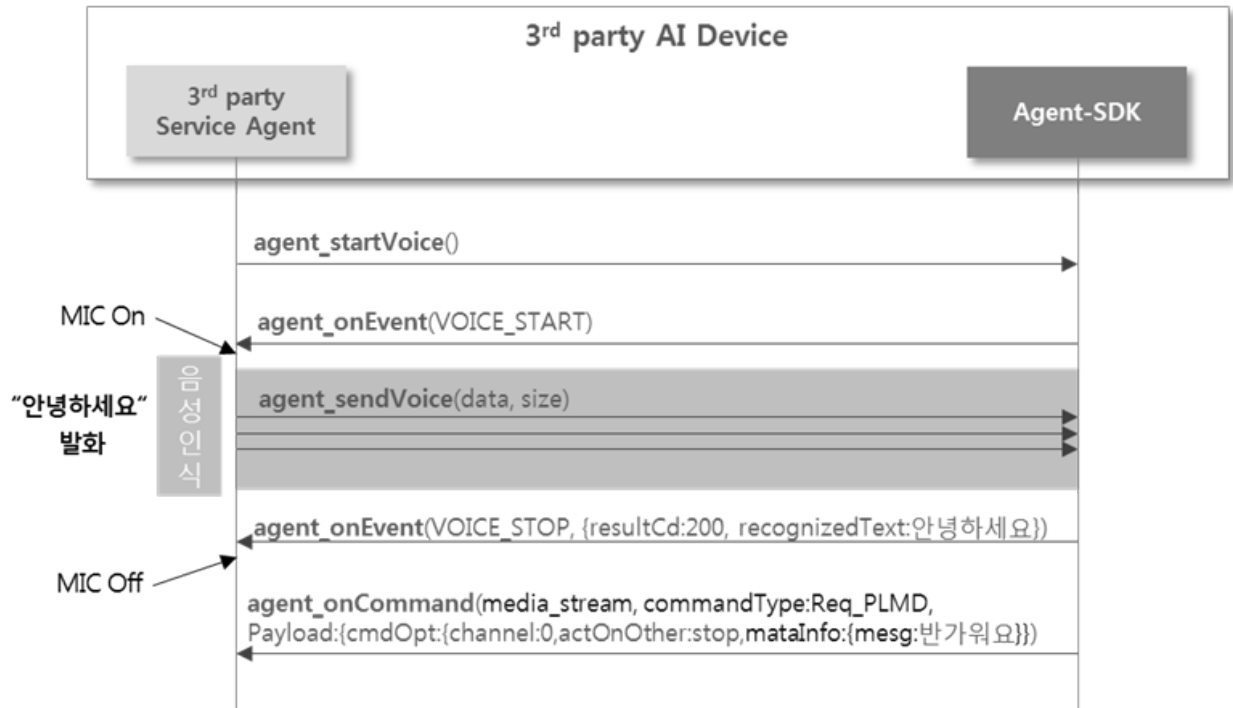 3rd party AI Device
3rd party
Service Agent
Agent-SDK
agent_startVoice()
MIC On
agent_onEvent(VOICE_START)
음
성
인
식
agent_sendVoice(data, size)
"안녕하세요"
발화
agent_onEvent(VOICE_STOP, {resultCd:200, recognizedText:안녕하세요})
MIC Off
agent_onCommand(media_stream, commandType:Req_PLMD,
Payload:{cmdOpt:{channel:0,actOnOther:stop,mataInfo:{mesg:반가워요}})